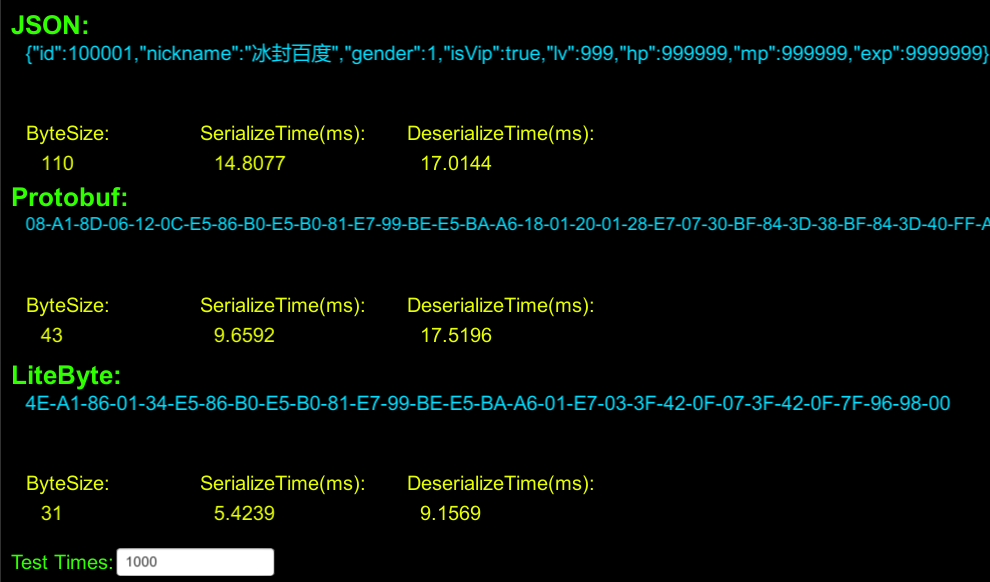 JSON:
{"id":100001,"nickname":"冰封百度","gender":1,"isVip":true,"lv":999,"hp":999999,"mp":999999,"exp":9999999}
ByteSize: SerializeTime(ms): DeserializeTime(ms):
110 14.8077 17.0144
Protobuf:
08-A1-8D-06-12-0C-E5-86-B0-E5-B0-81-E7-99-BE-E5-BA-A6-18-01-20-01-28-E7-07-30-BF-84-3D-38-BF-84-3D-40-FF-A
ByteSize: SerializeTime(ms): DeserializeTime(ms):
43 9.6592 17.5196
LiteByte:
4E-A1-86-01-34-E5-86-B0-E5-B0-81-E7-99-BE-E5-BA-A6-01-E7-03-3F-42-0F-07-3F-42-0F-7F-96-98-00
ByteSize: SerializeTime(ms): DeserializeTime(ms):
31 5.4239 9.1569
Test Times: 1000